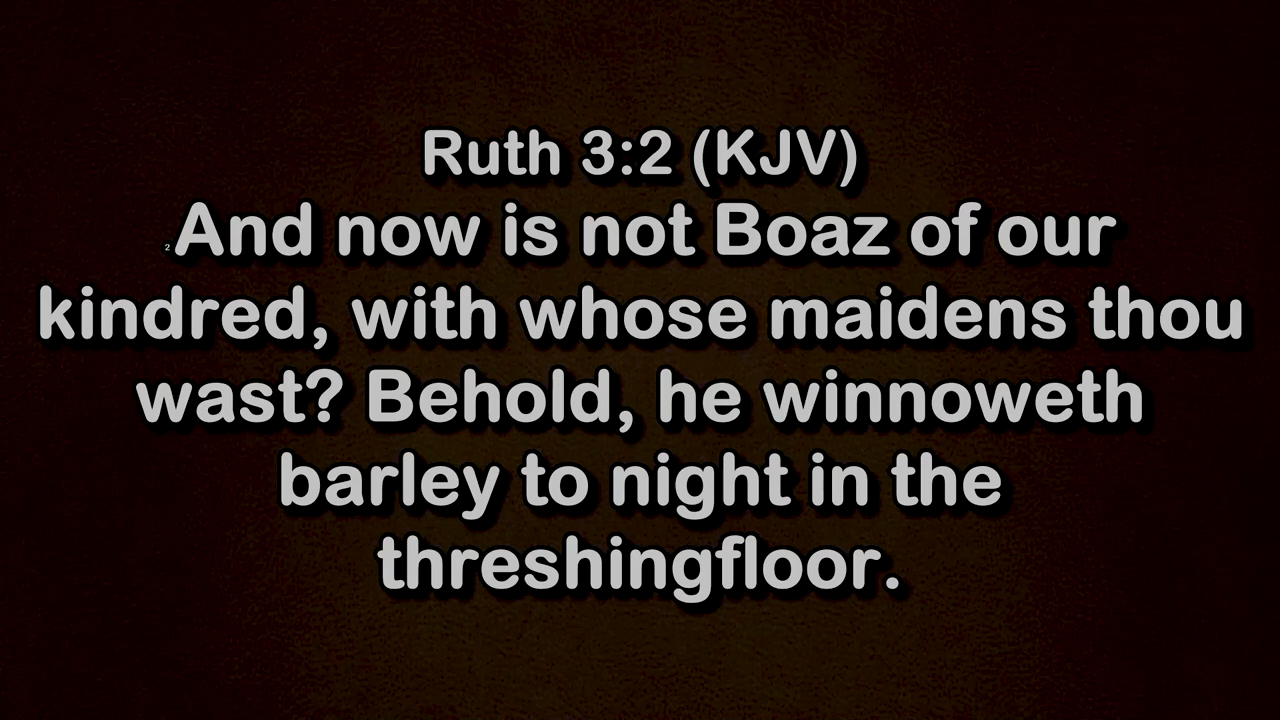 Ruth 3:2 (KJV)
2 And now is not Boaz of our
kindred, with whose maidens thou
wast? Behold, he winnoweth
barley to night in the
threshingfloor.